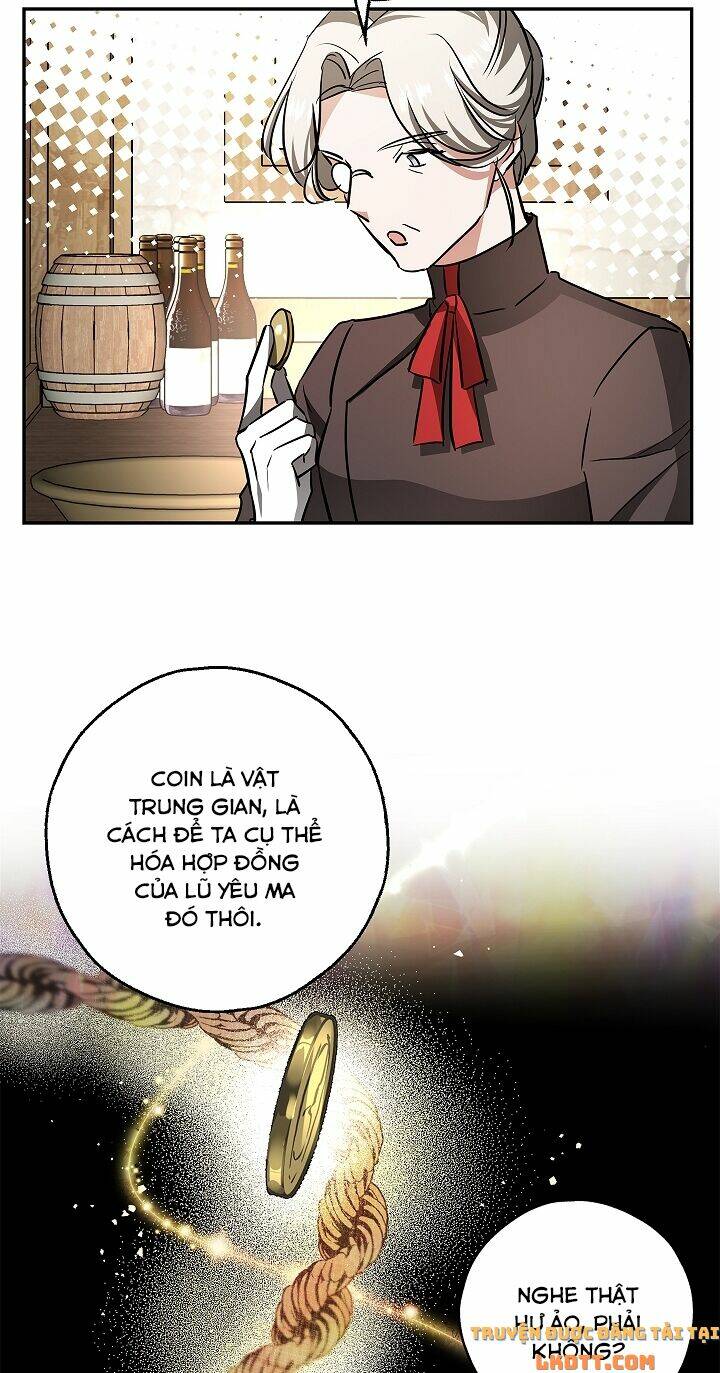 COIN LÀ VẬT
TRUNG GIAN, LÀ
CÁCH ĐỂ TA CỤ THỂ
HÓA HỢP ĐỒNG
CỦA LŨ YÊU MA
ĐÓ THÔI.
NGHE THẬT
HƯ ẢO, PHẢI
KHÔNG?
TRUYỆN ĐƯỢC ĐĂNG TẢI TẠI
LKDTT.COM